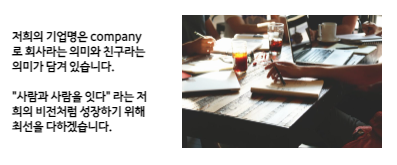 저희의 기업명은 company
로 회사라는 의미와 친구라는
의미가 담겨 있습니다.
"사람과 사람을 잇다" 라는 저
희의 비전처럼 성장하기 위해
최선을 다하겠습니다.